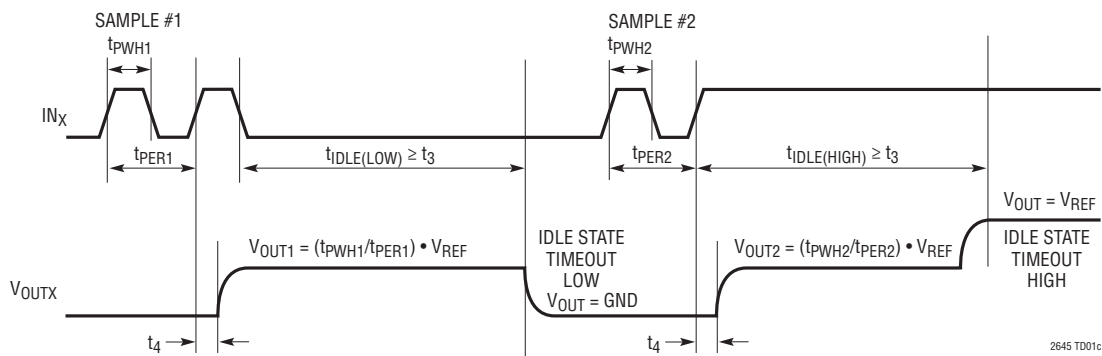 SAMPLE #1
tPWH1
SAMPLE #2
tPWH2
INX
tPER1
tIDLE(LOW) ≥ t3
tPER2
tIDLE(HIGH) ≥ t3
VOUT = VREF
VOUT1 = (tPWH1/tPER1) • VREF
IDLE STATE
TIMEOUT
LOW
VOUT = GND
VOUT2 = (tPWH2/tPER2) • VREF
IDLE STATE
TIMEOUT
HIGH
VOUTX
t4
t4
2645 TD01c